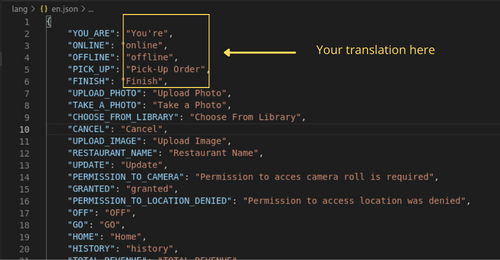 lang > {} en.json > ...
1 {
2 "YOU_ARE": "You're",
3 "ONLINE": "online",
4 "OFFLINE": "offline",
5 "PICK_UP": "Pick-Up Order",
6 "FINISH": "Finish",
7 "UPLOAD_PHOTO": "Upload Photo",
8 "TAKE_A_PHOTO": "Take a Photo",
9 "CHOOSE_FROM_LIBRARY": "Choose From Library",
10 "CANCEL": "Cancel",
11 "UPLOAD_IMAGE": "Upload Image",
12 "RESTAURANT_NAME": "Restaurant Name",
13 "UPDATE": "Update",
14 "PERMISSION_TO_CAMERA": "Permission to acces camera roll is required",
15 "GRANTED": "granted",
16 "PERMISSION_TO_LOCATION_DENIED": "Permission to access location was denied",
17 "OFF": "OFF",
18 "GO": "GO",
19 "HOME": "Home",
20 "HISTORY": "history",
21 "TOTAL_REVENUE": "TOTAL REVENUE",
Your translation here